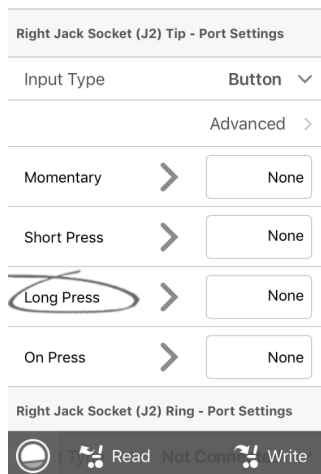 Right Jack Socket (J2) Tip - Port Settings
Input Type Button
Advanced
Momentary None
Short Press None
Long Press None
On Press None
Right Jack Socket (J2) Ring - Port Settings
Read Write